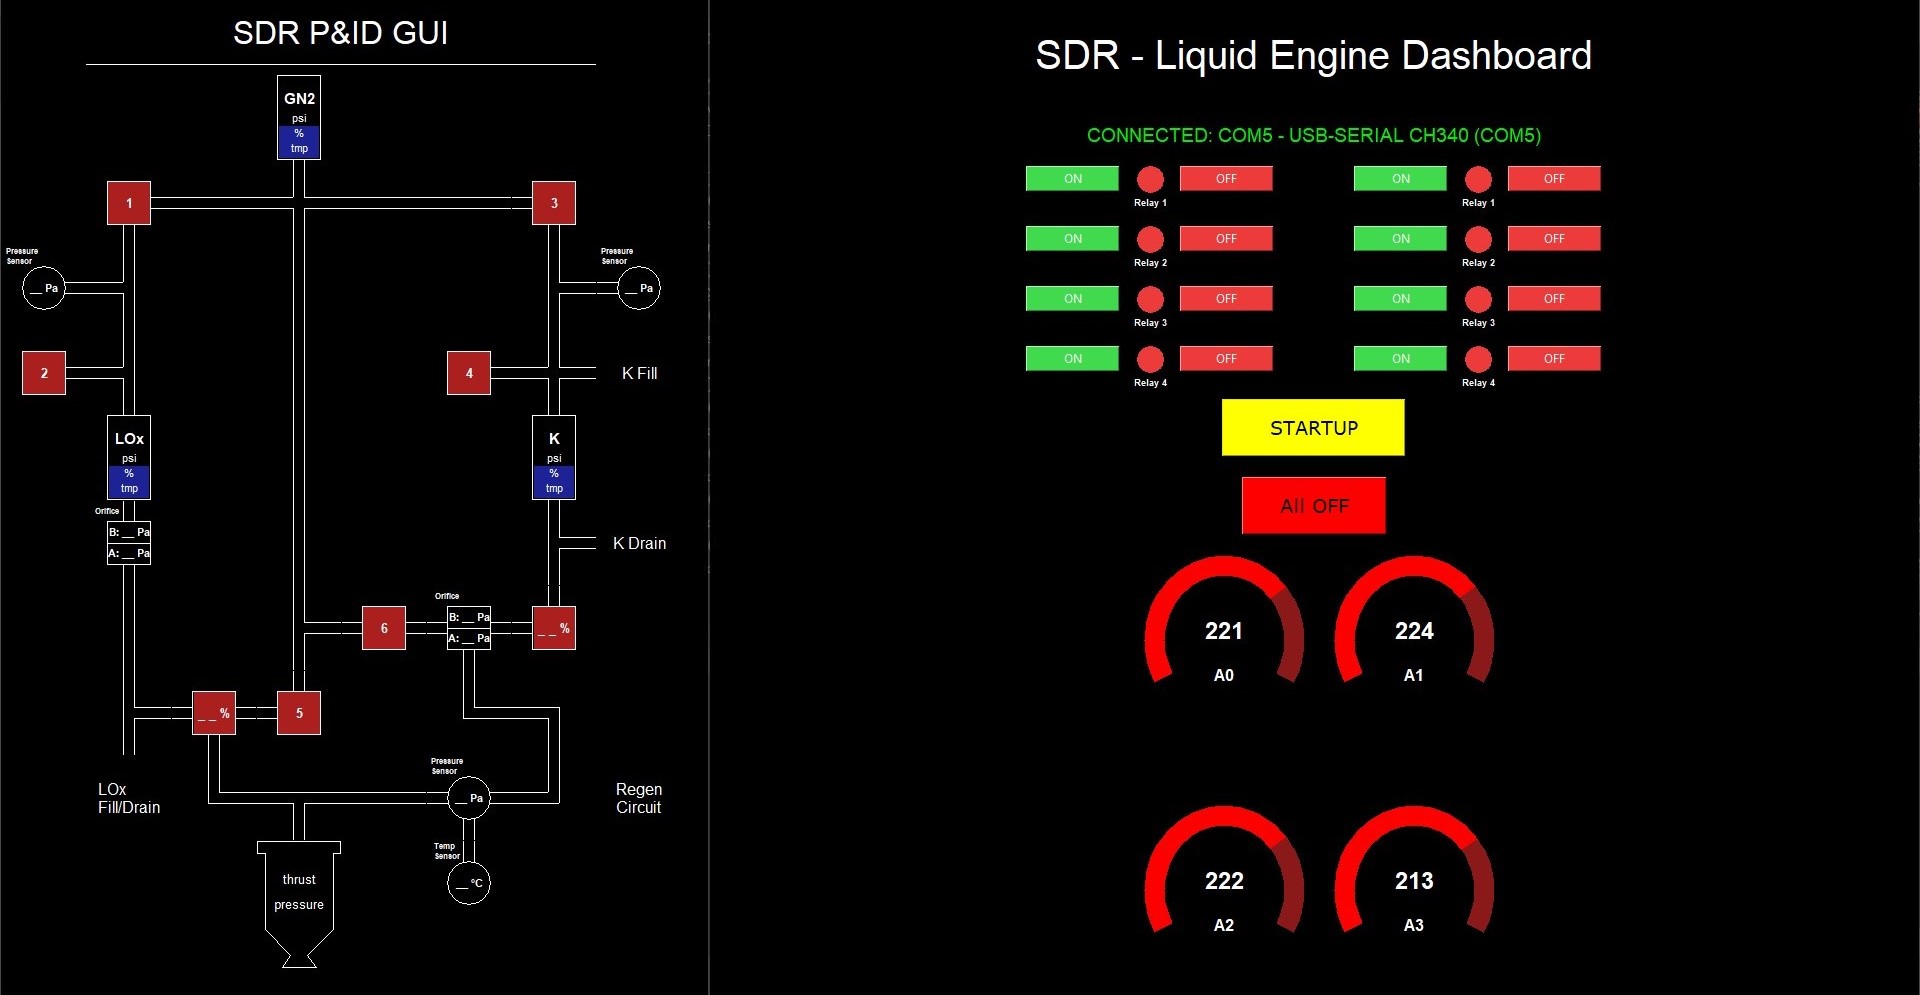 SDR P&ID GUI
GN2
psi
%
tmp
1
3
Pressure
Sensor
__ Pa
Pressure
Sensor
__ Pa
2
4
K Fill
LOx
psi
%
tmp
K
psi
%
tmp
Orifice
B: __ Pa
A: __ Pa
K Drain
Orifice
6
B: __ Pa
A: __ Pa
_ _ %
_ _ %
5
Pressure
Sensor
__ Pa
LOx
Fill/Drain
Regen
Circuit
Temp
Sensor
__ °C
thrust
pressure
SDR - Liquid Engine Dashboard
CONNECTED: COM5 - USB-SERIAL CH340 (COM5)
ON OFF ON OFF
Relay 1 Relay 1
ON OFF ON OFF
Relay 2 Relay 2
ON OFF ON OFF
Relay 3 Relay 3
ON OFF ON OFF
Relay 4 Relay 4
STARTUP
All OFF
221 224
A0 A1
222 213
A2 A3